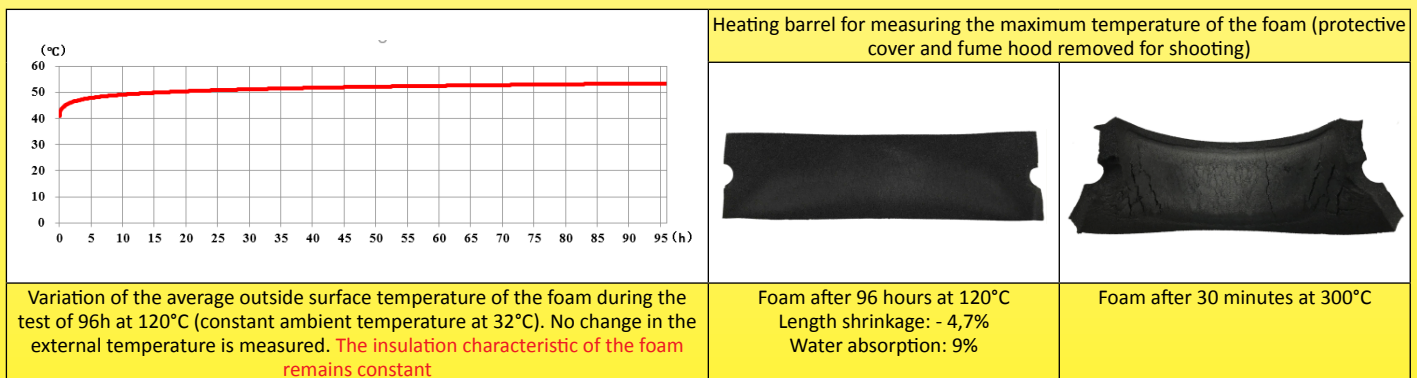 Heating barrel for measuring the maximum temperature of the foam (protective
cover and fume hood removed for shooting)
(°C)
60
50
40
30
20
10
0
0 5 10 15 20 25 30 35 40 45 50 55 60 65 70 75 80 85 90 95 (h)
Variation of the average outside surface temperature of the foam during the
test of 96h at 120°C (constant ambient temperature at 32°C). No change in the
external temperature is measured. The insulation characteristic of the foam
remains constant
Foam after 96 hours at 120°C
Length shrinkage: - 4,7%
Water absorption: 9%
Foam after 30 minutes at 300°C